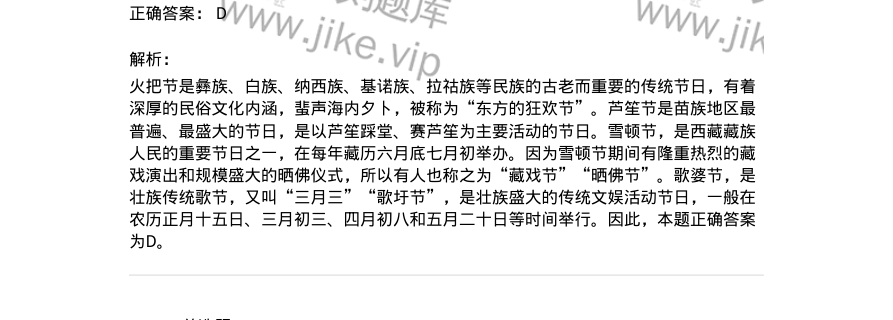 正确答案： D
刷题库
www.jike.vip
www.jike.vip
解析：
火把节是彝族、白族、纳西族、基诺族、拉祜族等民族的古老而重要的传统节日，有着
深厚的民俗文化内涵，蜚声海内夕卜，被称为“东方的狂欢节”。芦笙节是苗族地区最
普遍、最盛大的节日，是以芦笙踩堂、赛芦笙为主要活动的节日。雪顿节，是西藏藏族
人民的重要节日之一，在每年藏历六月底七月初举办。因为雪顿节期间有隆重热烈的藏
戏演出和规模盛大的晒佛仪式，所以有人也称之为“藏戏节”“晒佛节”。歌婆节，是
壮族传统歌节，又叫“三月三”“歌圩节”，是壮族盛大的传统文娱活动节日，一般在
农历正月十五日、三月初三、四月初八和五月二十日等时间举行。因此，本题正确答案
为D。